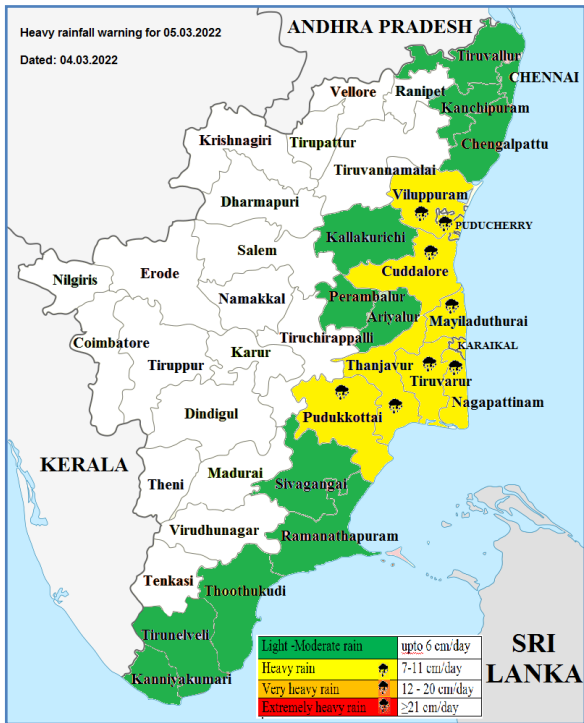 Heavy rainfall warning for 05.03.2022
Dated: 04.03.2022
ANDHRA PRADESH
Tiruvallur
CHENNAI
Vellore
Ranipet
Kanchipuram
Krishnagiri
Tirupattur
Chengalpattu
Tiruvannamalai
Viluppuram
Dharmapuri
PUDUCHERRY
Kallakurichi
Salem
Cuddalore
Nilgiris
Erode
Namakkal
Perambalur
Ariyalur
Mayiladuthurai
Coimbatore
Tiruchirappalli
KARAIKAL
Karur
Tiruppur
Thanjavur
Tiruvarur
Nagapattinam
Dindigul
Pudukkottai
KERALA
Madurai
Theni
Sivagangai
Virudhunagar
Ramanathapuram
Tenkasi
Thoothukudi
Tirunelveli
Kanniyakumari
SRI
LANKA
Light -Moderate rain upto 6 cm/day
Heavy rain 7-11 cm/day
Very heavy rain 12 - 20 cm/day
Extremely heavy rain ≥21 cm/day